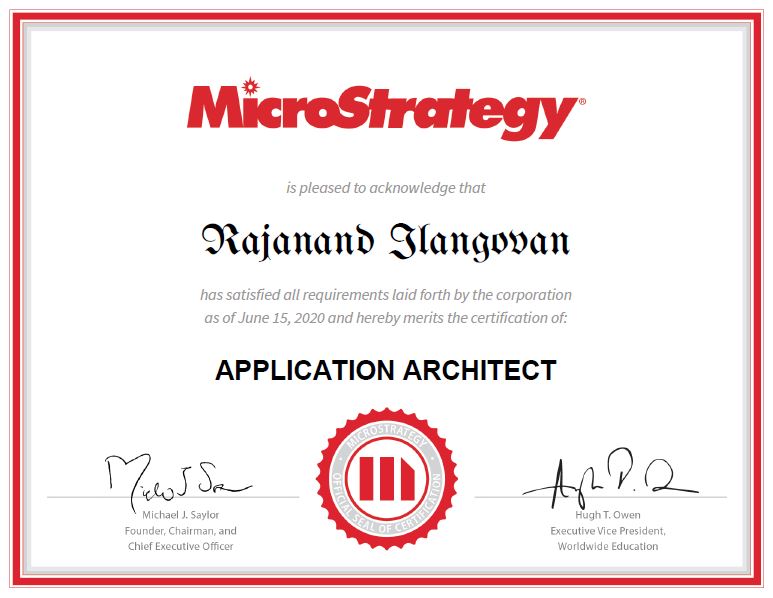 MicroStrategy®
is pleased to acknowledge that
Rajanand Ilangovan
has satisfied all requirements laid forth by the corporation
as of June 15, 2020 and hereby merits the certification of:
APPLICATION ARCHITECT
MICROSTRATEGY
OFFICIAL SEAL OF CERTIFICATION
Michael J. Saylor
Founder, Chairman, and
Chief Executive Officer
Hugh T. Owen
Executive Vice President,
Worldwide Education